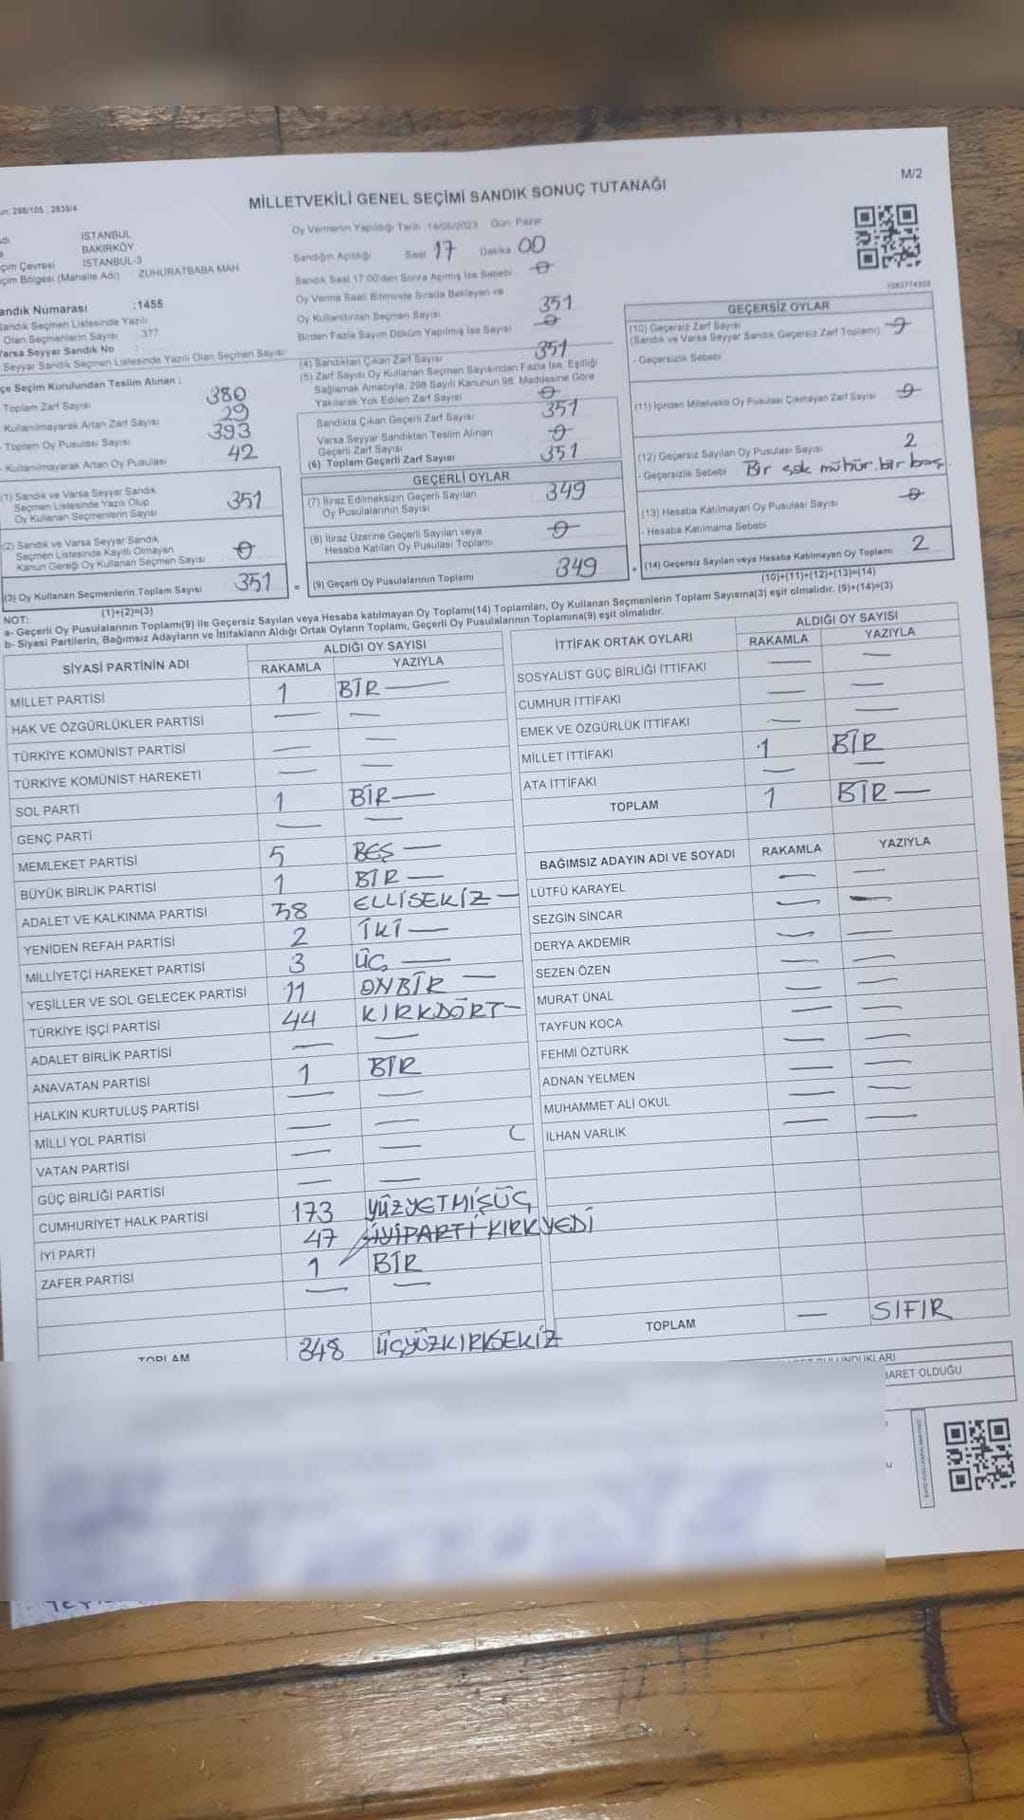 M/2
MİLLETVEKİLİ GENEL SEÇİMİ SANDIK SONUÇ TUTANAĞI
298/105 2839/4
İSTANBUL
BAKIRKÖY
çim Çevresi İSTANBUL-3
çim Bölgesi (Mahalle Adı) ZUHURATBABA MAH
andık Numarası :1455
Sandık Seçmen Listesinde Yazılı
Olan Seçmenlerin Sayısı 377
Varsa Seyyar Sandık No
Seyyar Sandık Seçmen Listesinde Yazılı Olan Seçmen Sayısı
çe Seçim Kurulundan Teslim Alınan :
Toplam Zarf Sayısı 380
Kullanılmayarak Artan Zarf Sayısı 29
Toplam Oy Pusulası Sayısı 393
Kullanılmayarak Artan Oy Pusulası 42
Oy Vermenin Yapıldığı Tarih :14/05/2023 Gün: Pazar
Sandığın Açıldığı Saat 17 Dakika 00
Sandık Saat 17.00'den Sonra Açılmış İse Sebebi 0
Oy Verme Saati Bitiminde Sırada Bekleyen ve
Oy Kullandırılan Seçmen Sayısı 351
Birden Fazla Sayım Döküm Yapılmış İse Sayısı 0
(4) Sandıktan Çıkan Zarf Sayısı 351
(5) Zarf Sayısı Oy Kullanan Seçmen Sayısından Fazla İse, Eşitliği
Sağlamak Amacıyla, 298 Sayılı Kanunun 98. Maddesine Göre
Yakılarak Yok Edilen Zarf Sayısı 0
Sandıkta Çıkan Geçerli Zarf Sayısı 351
Varsa Seyyar Sandıktan Teslim Alınan
Geçerli Zarf Sayısı 0
(6) Toplam Geçerli Zarf Sayısı 351
GEÇERSİZ OYLAR
(10) Geçersiz Zarf Sayısı
(Sandık ve Varsa Seyyar Sandık Geçersiz Zarf Toplamı) 0
- Geçersizlik Sebebi
(11) İçinden Milletvekili Oy Pusulası Çıkmayan Zarf Sayısı 0
(12) Geçersiz Sayılan Oy Pusulası Sayısı 2
- Geçersizlik Sebebi Bir çok mühür, bir boş
(13) Hesaba Katılmayan Oy Pusulası Sayısı 0
- Hesaba Katılmama Sebebi
(14) Geçersiz Sayılan veya Hesaba Katılmayan Oy Toplamı 2
(10)+(11)+(12)+(13)=(14)
(1) Sandık ve Varsa Seyyar Sandık
Seçmen Listesinde Yazılı Olup
Oy Kullanan Seçmenlerin Sayısı 351
(2) Sandık ve Varsa Seyyar Sandık
Seçmen Listesinde Kayıtlı Olmayan
Kanun Gereği Oy Kullanan Seçmen Sayısı 0
(3) Oy Kullanan Seçmenlerin Toplam Sayısı 351 =
(1)+(2)=(3)
GEÇERLİ OYLAR
(7) İtiraz Edilmeksizin Geçerli Sayılan
Oy Pusulalarının Sayısı 349
(8) İtiraz Üzerine Geçerli Sayılan veya
Hesaba Katılan Oy Pusulası Toplamı 0
(9) Geçerli Oy Pusulalarının Toplamı 349 +
NOT:
a- Geçerli Oy Pusulalarının Toplamı(9) ile Geçersiz Sayılan veya Hesaba katılmayan Oy Toplamı(14) Toplamları, Oy Kullanan Seçmenlerin Toplam Sayısına(3) eşit olmalıdır. (9)+(14)=(3)
b- Siyasi Partilerin, Bağımsız Adayların ve İttifakların Aldığı Ortak Oyların Toplamı, Geçerli Oy Pusulalarının Toplamına(9) eşit olmalıdır.
SİYASİ PARTİNİN ADI ALDIĞI OY SAYISI
RAKAMLA YAZIYLA
MİLLET PARTİSİ 1 BİR —
HAK VE ÖZGÜRLÜKLER PARTİSİ — —
TÜRKİYE KOMÜNİST PARTİSİ — —
TÜRKİYE KOMÜNİST HAREKETİ — —
SOL PARTİ 1 BİR —
GENÇ PARTİ — —
MEMLEKET PARTİSİ 5 BEŞ —
BÜYÜK BİRLİK PARTİSİ 1 BİR —
ADALET VE KALKINMA PARTİSİ 58 ELLİSEKİZ —
YENİDEN REFAH PARTİSİ 2 İKİ —
MİLLİYETÇİ HAREKET PARTİSİ 3 ÜÇ —
YEŞİLLER VE SOL GELECEK PARTİSİ 11 ONBİR —
TÜRKİYE İŞÇİ PARTİSİ 44 KIRKDÖRT —
ADALET BİRLİK PARTİSİ — —
ANAVATAN PARTİSİ 1 BİR
HALKIN KURTULUŞ PARTİSİ — —
MİLLİ YOL PARTİSİ — —
VATAN PARTİSİ — —
GÜÇ BİRLİĞİ PARTİSİ — —
CUMHURİYET HALK PARTİSİ 173 YÜZYETMİŞÜÇ
İYİ PARTİ 47 İYİPARTİ KIRKYEDİ
ZAFER PARTİSİ 1 BİR
— —
TOPLAM 348 ÜÇYÜZKIRKSEKİZ
İTTİFAK ORTAK OYLARI ALDIĞI OY SAYISI
RAKAMLA YAZIYLA
SOSYALİST GÜÇ BİRLİĞİ İTTİFAKI — —
CUMHUR İTTİFAKI — —
EMEK VE ÖZGÜRLÜK İTTİFAKI — —
MİLLET İTTİFAKI 1 BİR
ATA İTTİFAKI — —
TOPLAM 1 BİR —
BAĞIMSIZ ADAYIN ADI VE SOYADI RAKAMLA YAZIYLA
LÜTFÜ KARAYEL — —
SEZGİN SİNCAR — —
DERYA AKDEMİR — —
SEZEN ÖZEN — —
MURAT ÜNAL — —
TAYFUN KOCA — —
FEHMİ ÖZTÜRK — —
ADNAN YELMEN — —
MUHAMMET ALİ OKUL — —
İLHAN VARLIK — —
TOPLAM — SIFIR
BULUNDUKLARI
BARET OLDUĞU